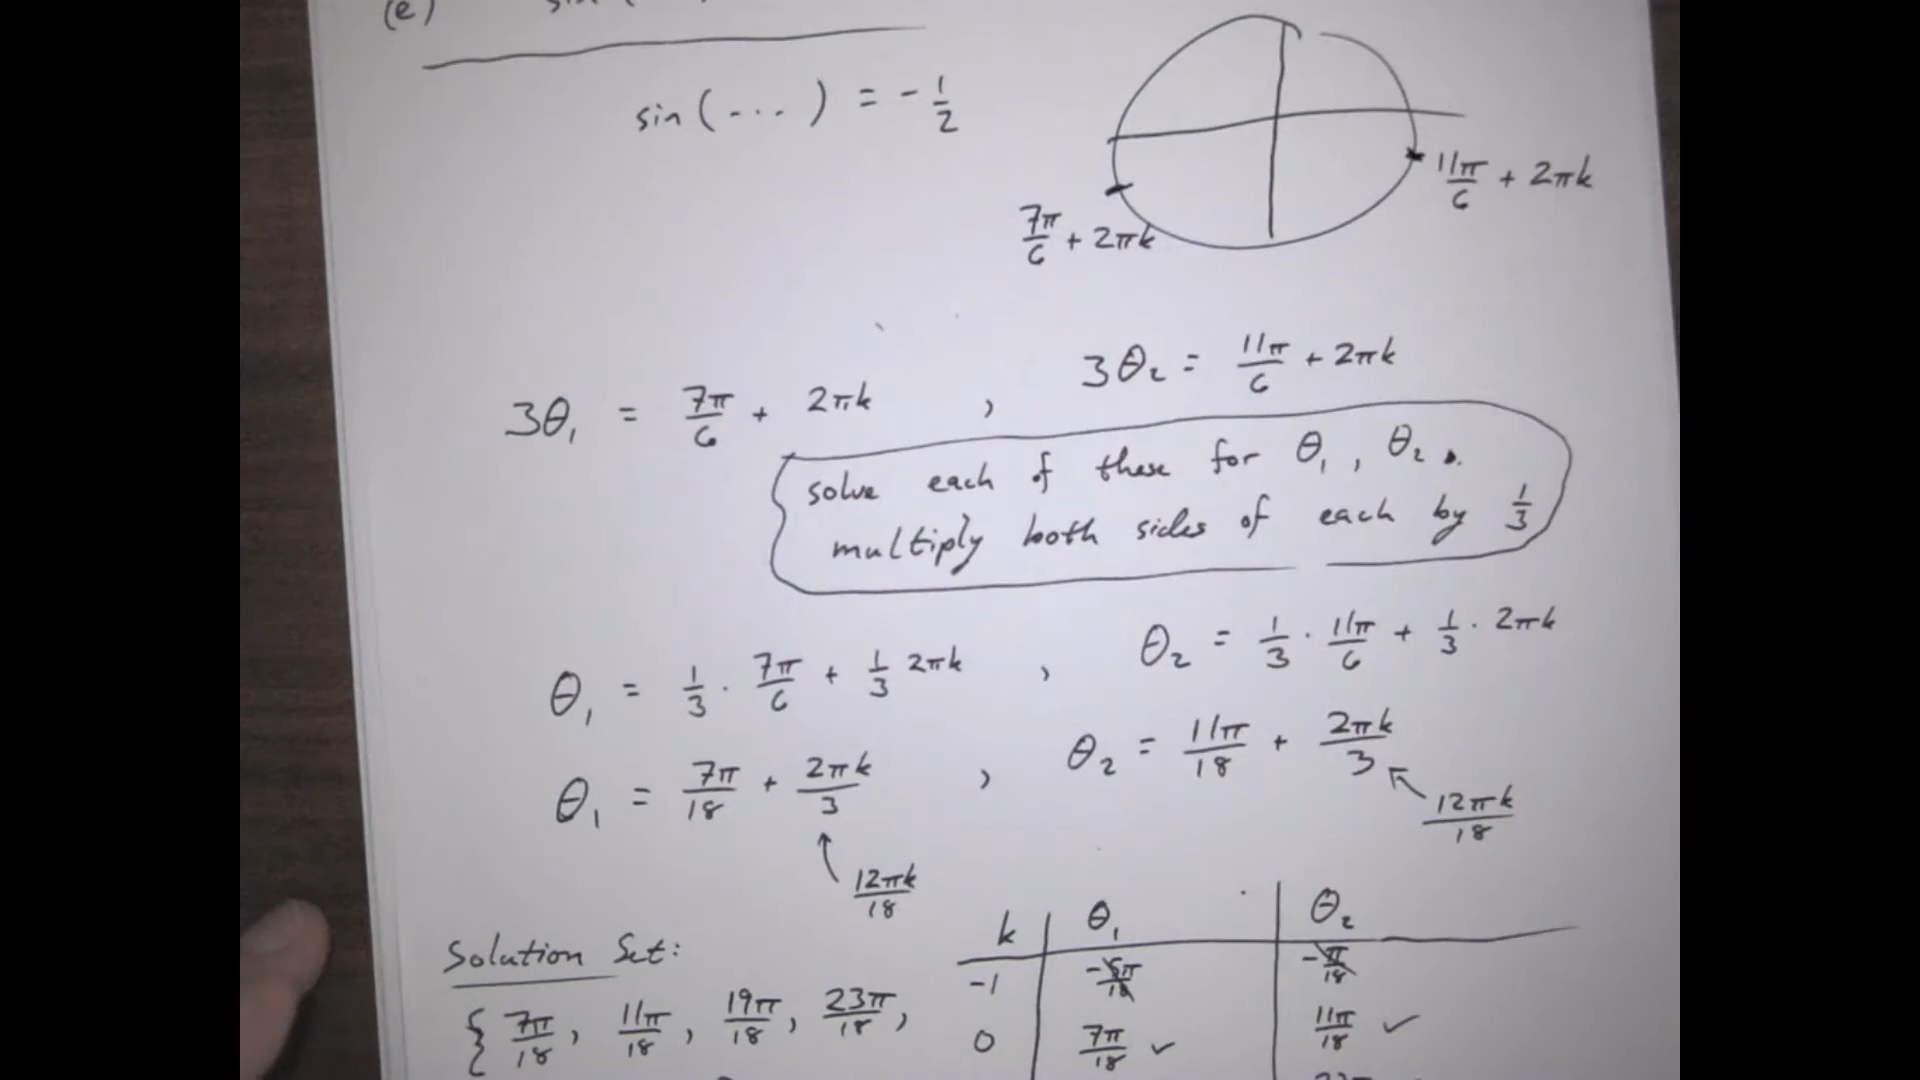 (e) sin(
sin(...) = -1/2
11π/6 + 2πk
7π/6 + 2πk
3θ₁ = 7π/6 + 2πk , 3θ₂ = 11π/6 + 2πk
solve each of these for θ₁, θ₂.
multiply both sides of each by 1/3
θ₁ = 1/3 · 7π/6 + 1/3 2πk , θ₂ = 1/3 · 11π/6 + 1/3 · 2πk
θ₁ = 7π/18 + 2πk/3 , θ₂ = 11π/18 + 2πk/3
12πk/18 12πk/18
Solution Set:
{ 7π/18, 11π/18, 19π/18, 23π/18,
k θ₁ θ₂
-1 -5π/18 -π/18
0 7π/18 ✓ 11π/18 ✓